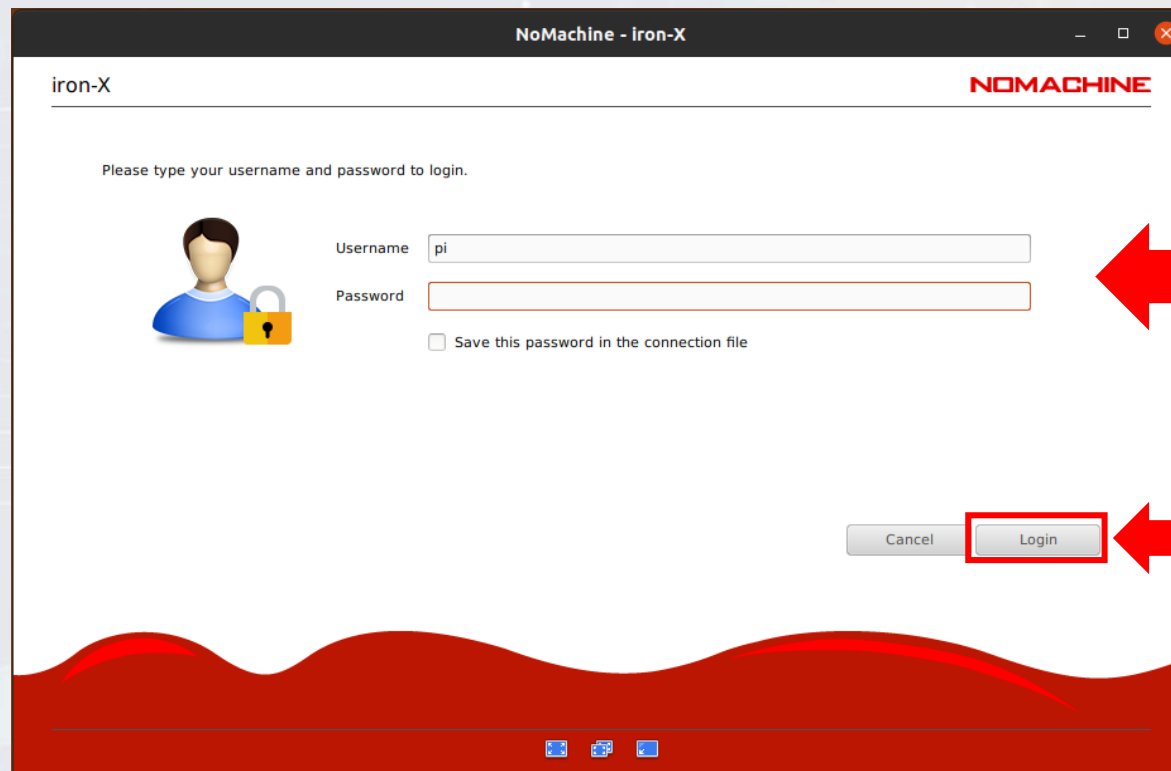 NoMachine - iron-X
iron-X
NOMACHINE
Please type your username and password to login.
Username pi
Password
Save this password in the connection file
Cancel Login